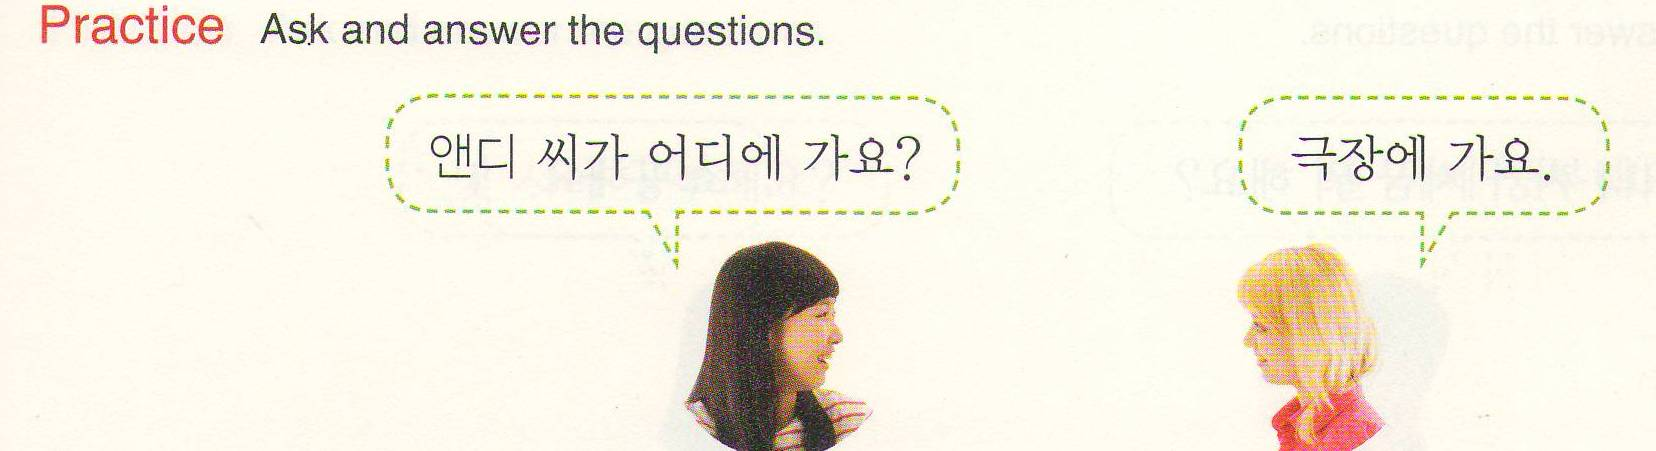 Practice Ask and answer the questions.
앤디 씨가 어디에 가요?
극장에 가요.